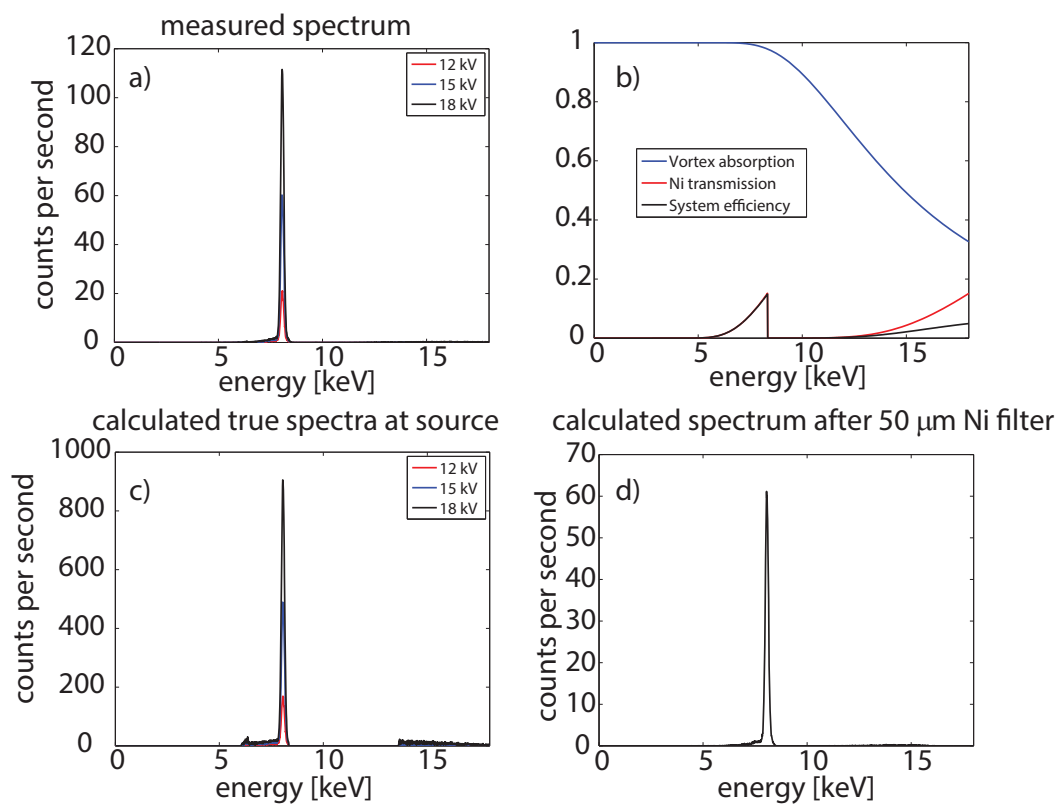 measured spectrum
a)
12 kV
15 kV
18 kV
counts per second
120
100
80
60
40
20
0
0 5 10 15
energy [keV]
b)
Vortex absorption
Ni transmission
System efficiency
1
0.8
0.6
0.4
0.2
0
0 5 10 15
energy [keV]
calculated true spectra at source
c)
12 kV
15 kV
18 kV
counts per second
1000
800
600
400
200
0
0 5 10 15
energy [keV]
calculated spectrum after 50 μm Ni filter
d)
counts per second
70
60
50
40
30
20
10
0
0 5 10 15
energy [keV]